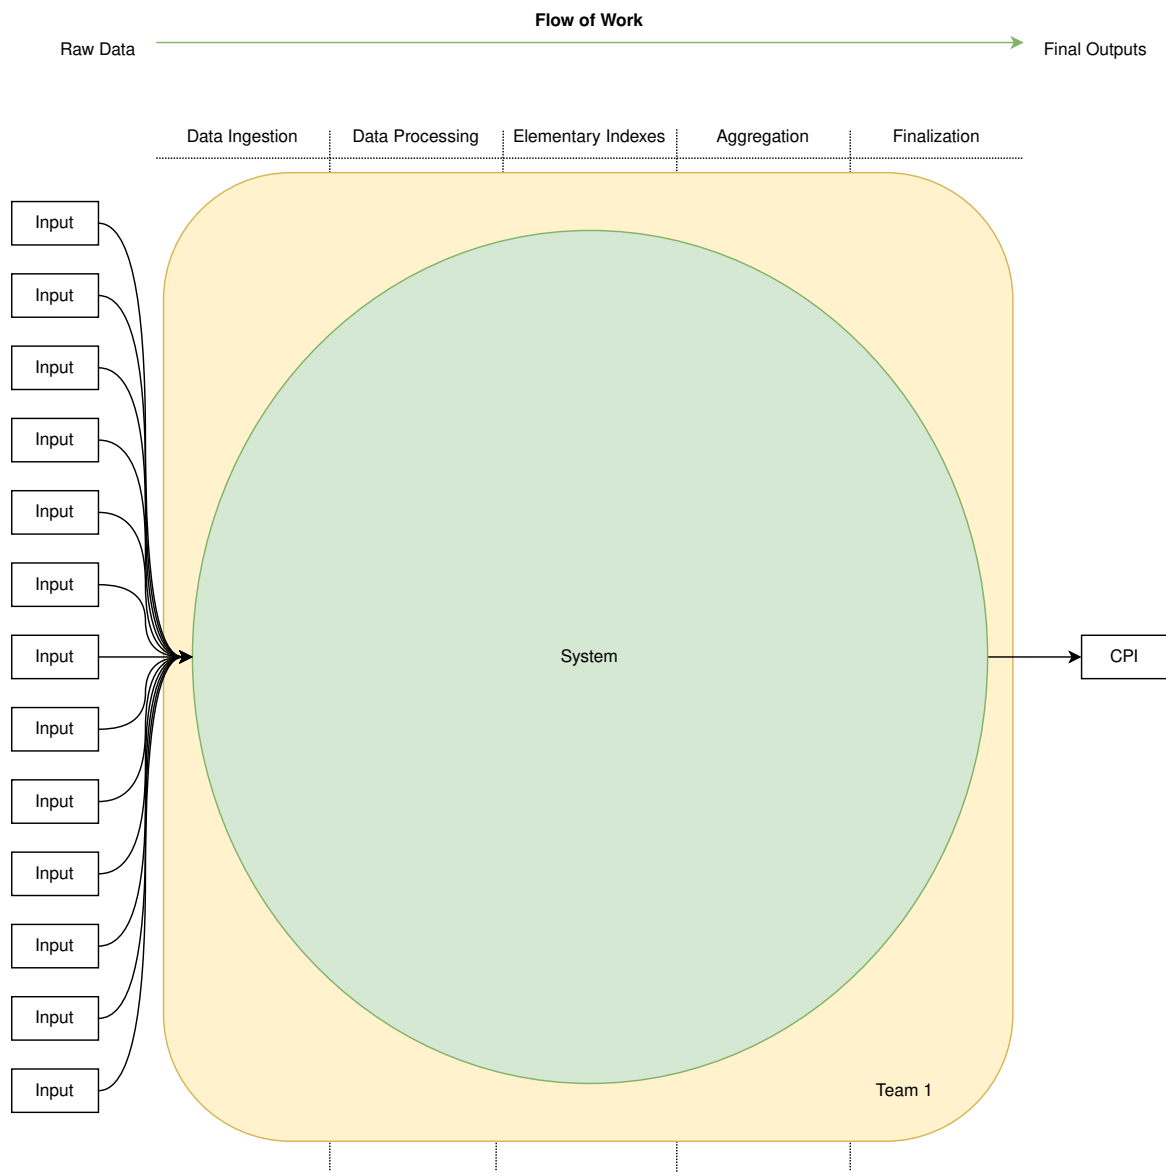 Flow of Work
Raw Data
Final Outputs
Data Ingestion
Data Processing
Elementary Indexes
Aggregation
Finalization
Input
Input
Input
Input
Input
Input
Input
Input
Input
Input
Input
Input
Input
System
CPI
Team 1